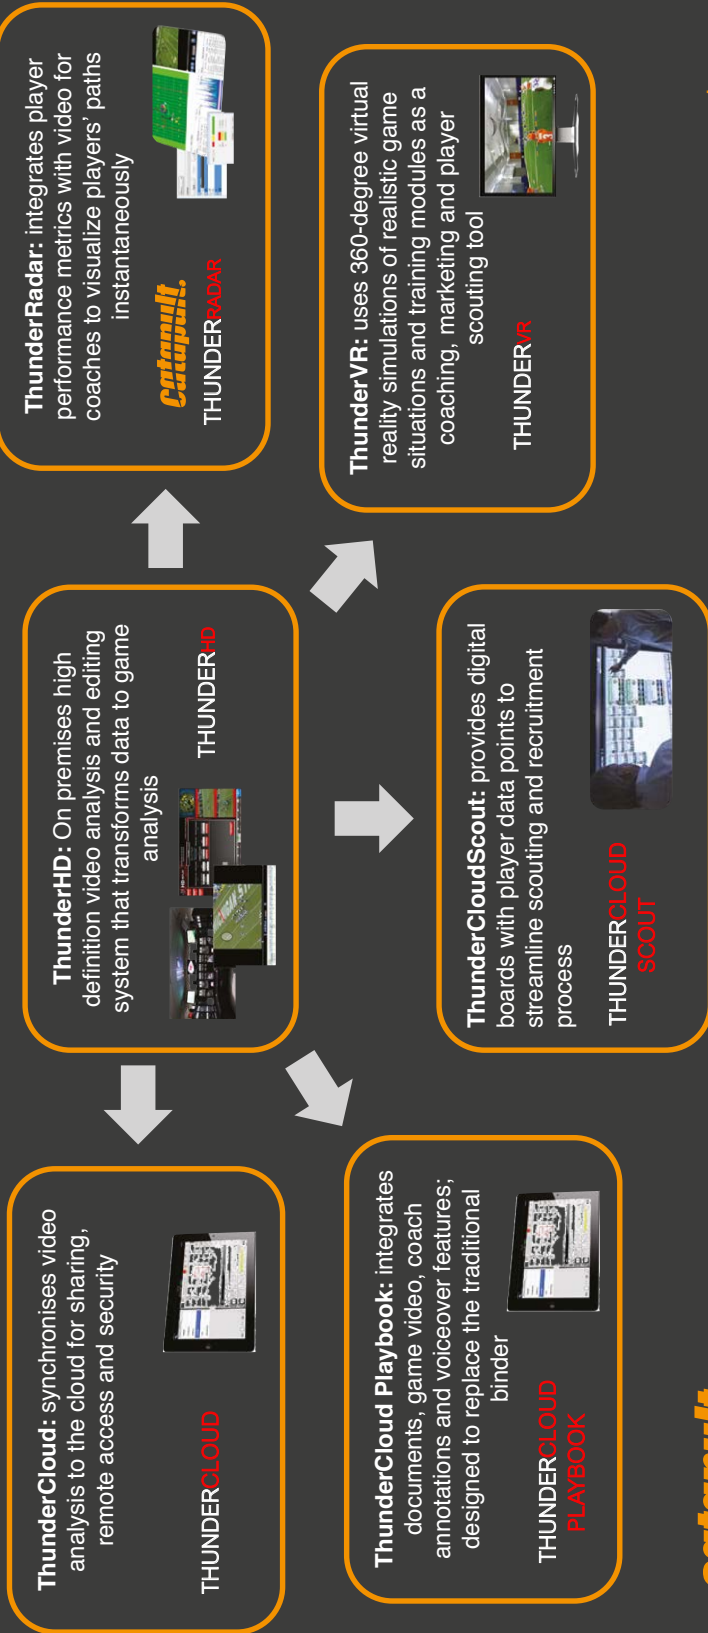 ThunderCloud: synchronises video
analysis to the cloud for sharing,
remote access and security
THUNDERCLOUD
ThunderHD: On premises high
definition video analysis and editing
system that transforms data to game
analysis
THUNDERHD
ThunderRadar: integrates player
performance metrics with video for
coaches to visualize players’ paths
instantaneously
catapult.
THUNDERRADAR
ThunderCloud Playbook: integrates
documents, game video, coach
annotations and voiceover features;
designed to replace the traditional
binder
THUNDERCLOUD
PLAYBOOK
ThunderCloudScout: provides digital
boards with player data points to
streamline scouting and recruitment
process
THUNDERCLOUD
SCOUT
ThunderVR: uses 360-degree virtual
reality simulations of realistic game
situations and training modules as a
coaching, marketing and player
scouting tool
THUNDERVR